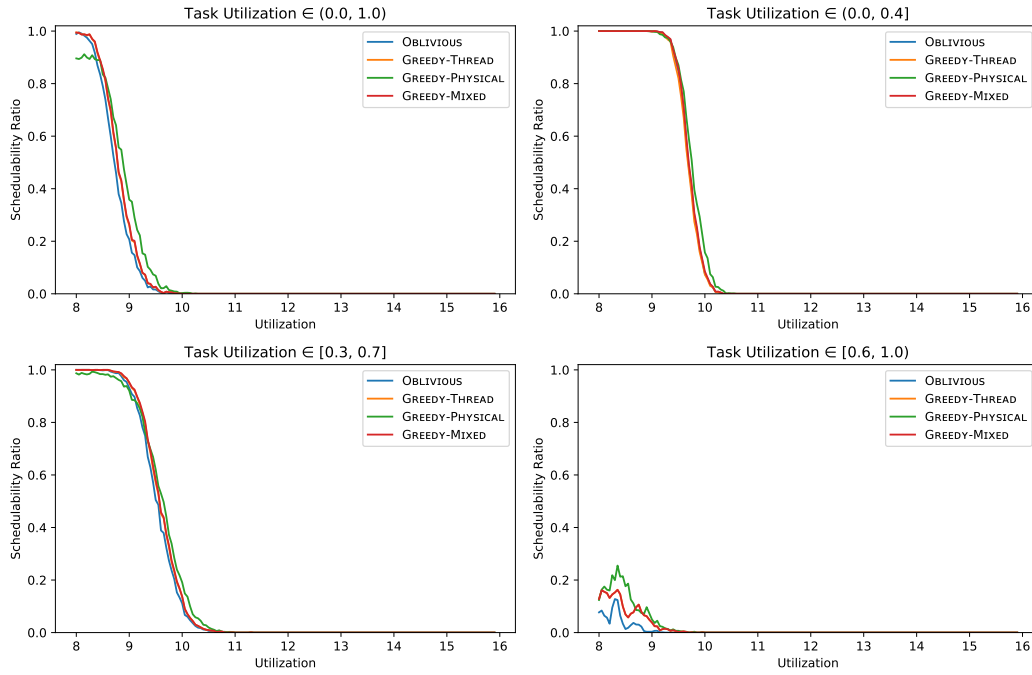 Task Utilization ∈ (0.0, 1.0)
Schedulability Ratio
1.0
0.8
0.6
0.4
0.2
0.0
Oblivious
Greedy-Thread
Greedy-Physical
Greedy-Mixed
8 9 10 11 12 13 14 15 16
Utilization
Task Utilization ∈ (0.0, 0.4]
Schedulability Ratio
1.0
0.8
0.6
0.4
0.2
0.0
Oblivious
Greedy-Thread
Greedy-Physical
Greedy-Mixed
8 9 10 11 12 13 14 15 16
Utilization
Task Utilization ∈ [0.3, 0.7]
Schedulability Ratio
1.0
0.8
0.6
0.4
0.2
0.0
Oblivious
Greedy-Thread
Greedy-Physical
Greedy-Mixed
8 9 10 11 12 13 14 15 16
Utilization
Task Utilization ∈ [0.6, 1.0)
Schedulability Ratio
1.0
0.8
0.6
0.4
0.2
0.0
Oblivious
Greedy-Thread
Greedy-Physical
Greedy-Mixed
8 9 10 11 12 13 14 15 16
Utilization